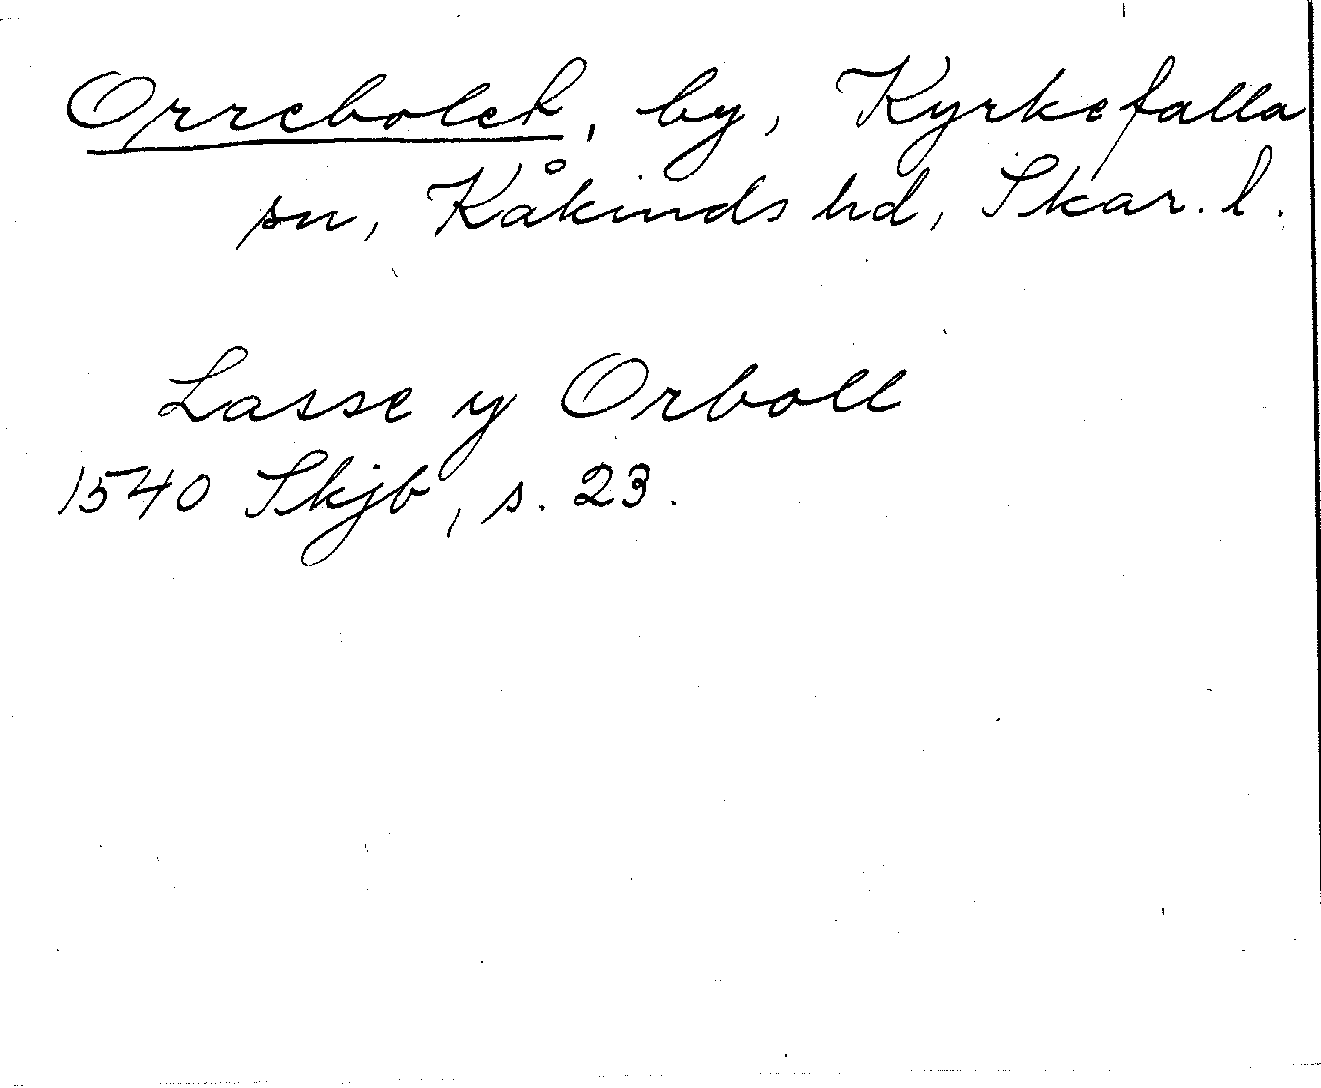 Orrebolet, by, Kyrkefalla
sn, Kåkinds hd, Skar. l.
Lasse y Orboll
1540 Skjb, s. 23.